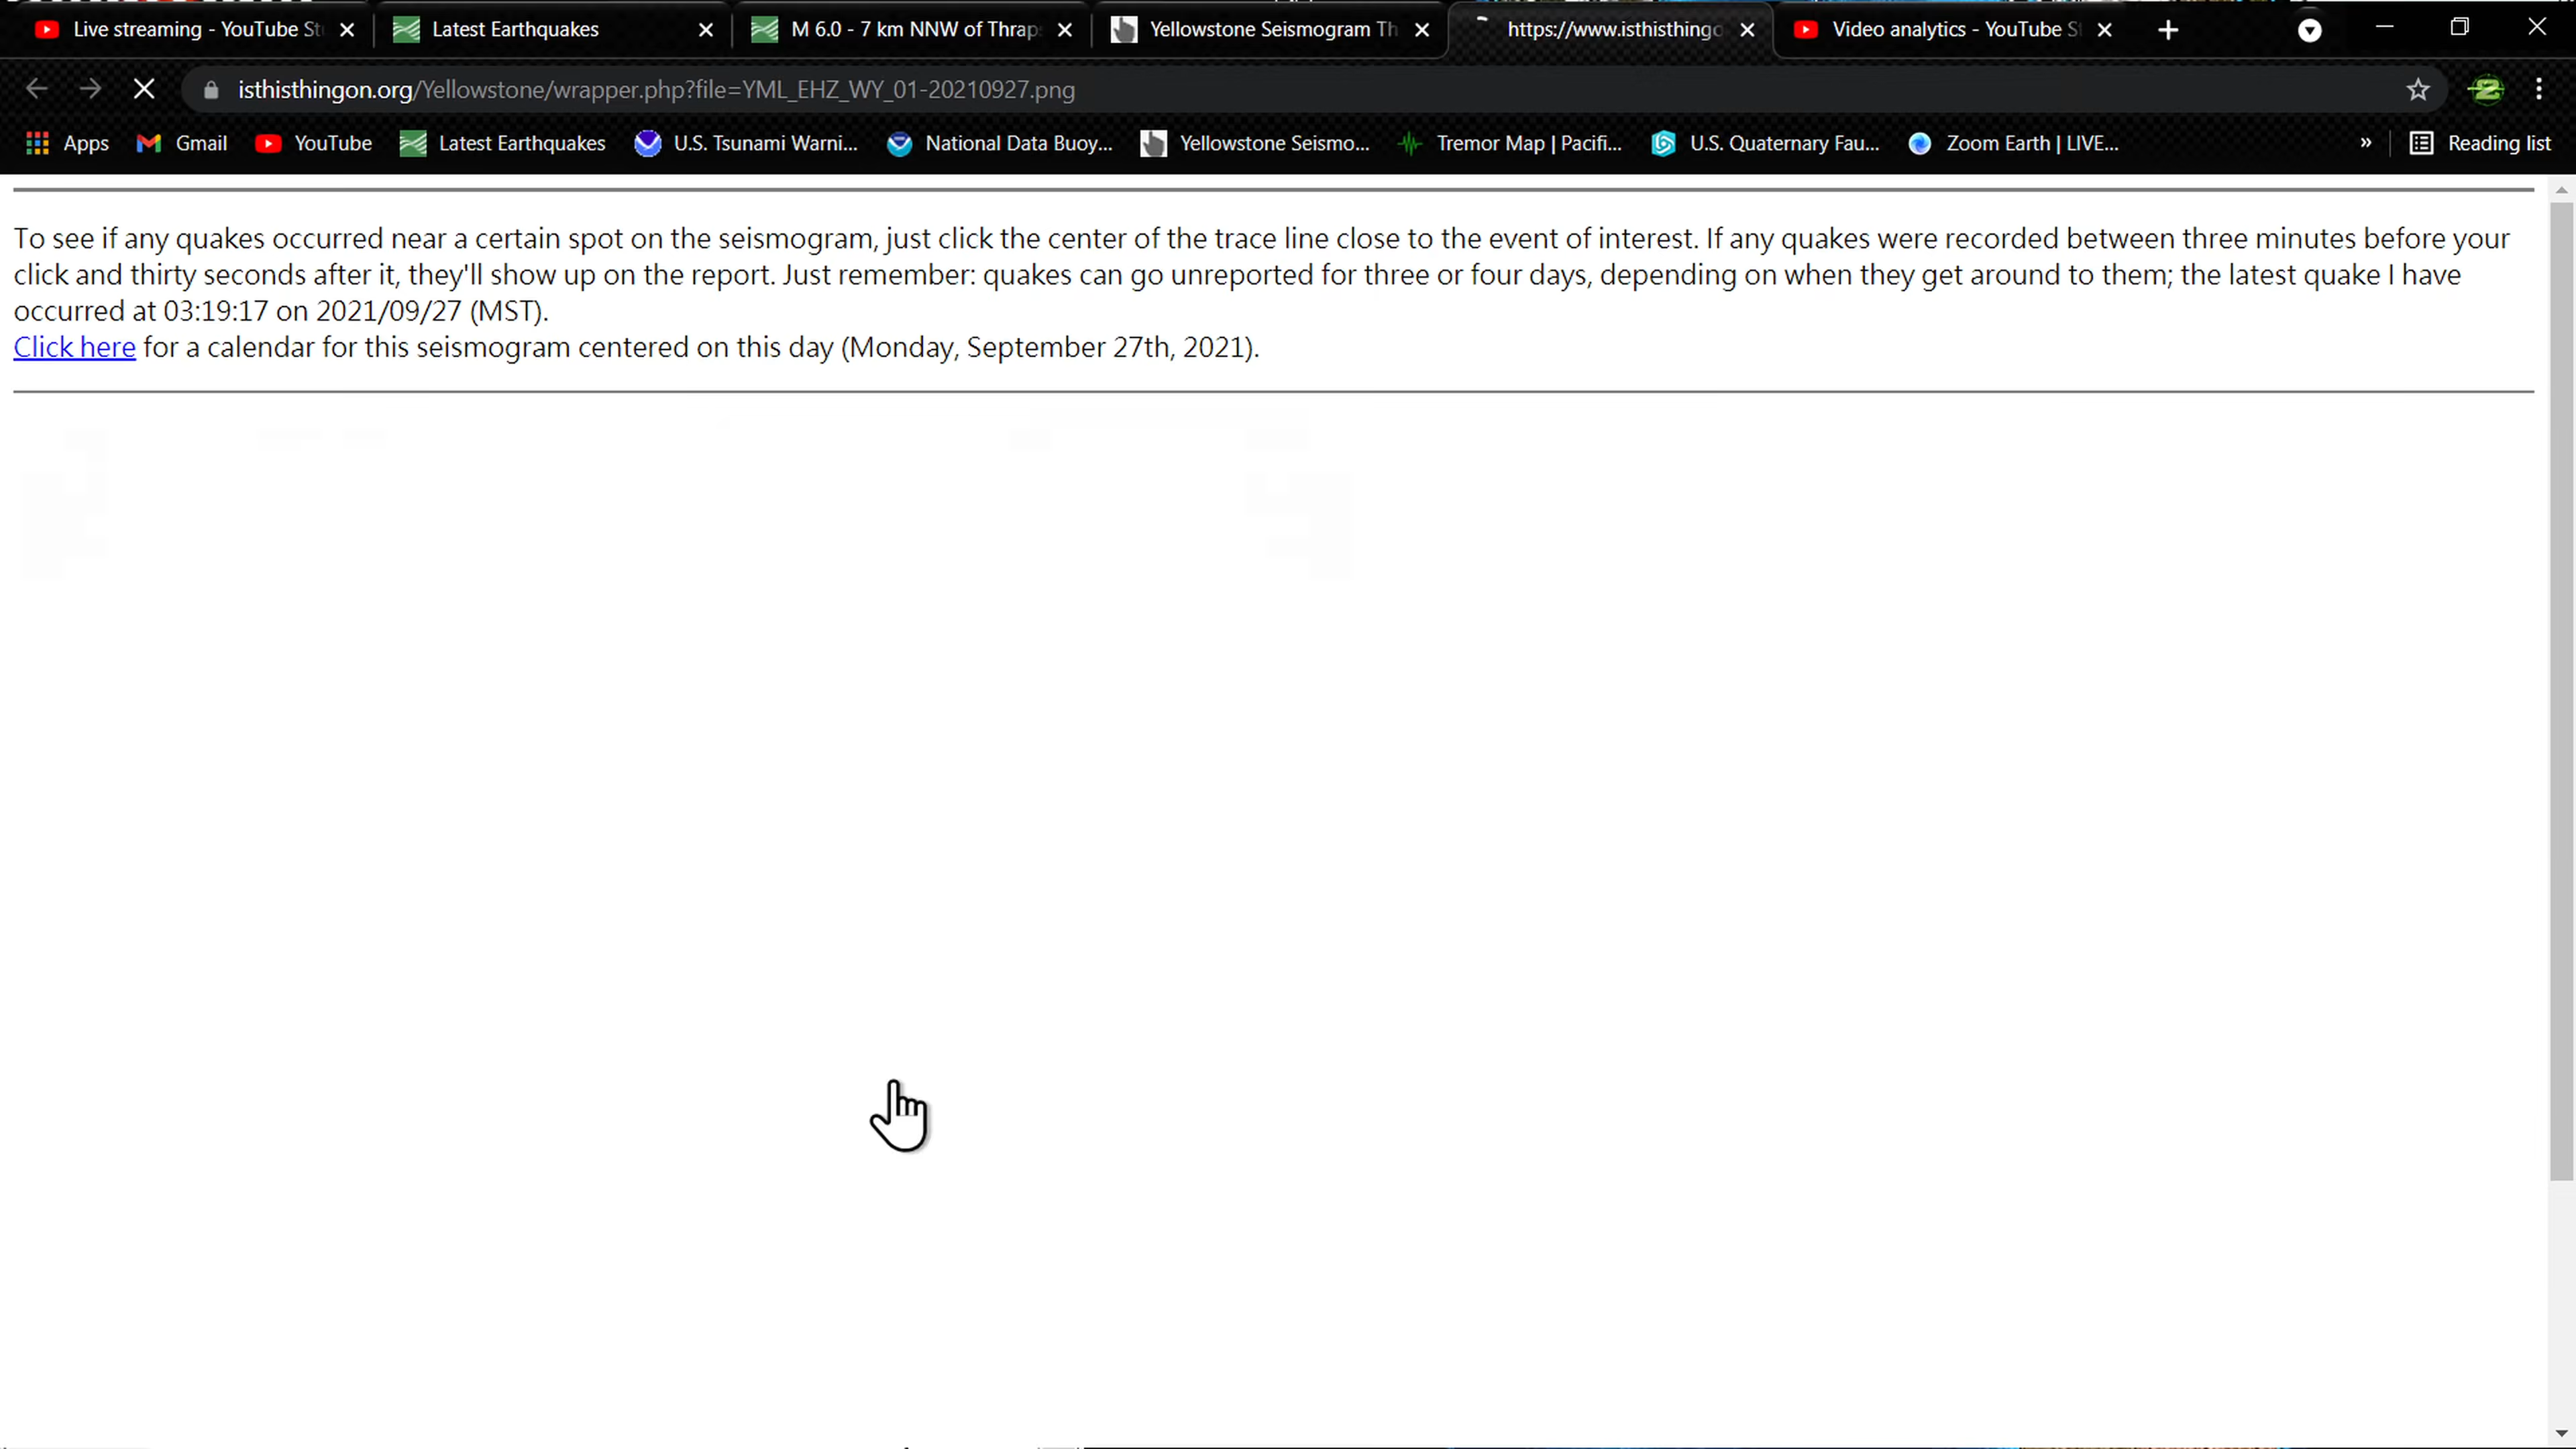 Live streaming - YouTube St
Latest Earthquakes
M 6.0 - 7 km NNW of Thraps
Yellowstone Seismogram Th
https://www.isthisthingo
Video analytics - YouTube S
isthisthingon.org/Yellowstone/wrapper.php?file=YML_EHZ_WY_01-20210927.png
Apps
Gmail
YouTube
Latest Earthquakes
U.S. Tsunami Warni...
National Data Buoy...
Yellowstone Seismo...
Tremor Map | Pacifi...
U.S. Quaternary Fau...
Zoom Earth | LIVE...
»
Reading list
To see if any quakes occurred near a certain spot on the seismogram, just click the center of the trace line close to the event of interest. If any quakes were recorded between three minutes before your
click and thirty seconds after it, they'll show up on the report. Just remember: quakes can go unreported for three or four days, depending on when they get around to them; the latest quake I have
occurred at 03:19:17 on 2021/09/27 (MST).
Click here for a calendar for this seismogram centered on this day (Monday, September 27th, 2021).